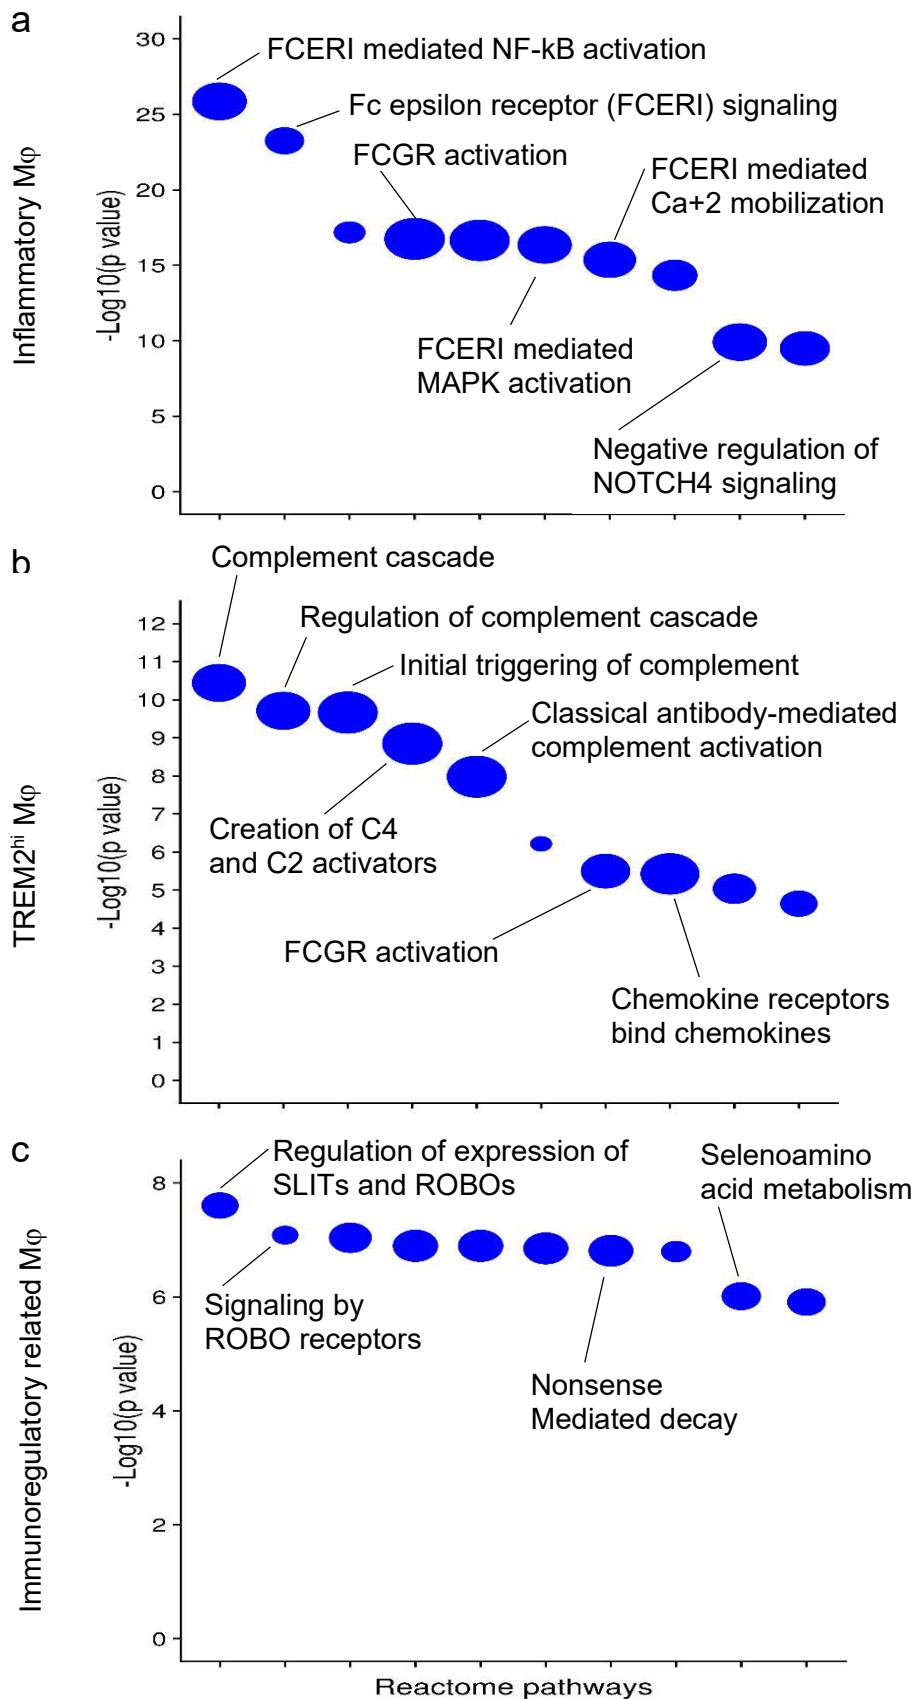 a
Inflammatory Mφ
-Log10(p value)
30
25
20
15
10
5
0
FCERI mediated NF-kB activation
Fc epsilon receptor (FCERI) signaling
FCGR activation
FCERI mediated
Ca+2 mobilization
FCERI mediated
MAPK activation
Negative regulation of
NOTCH4 signaling
b
TREM2hi Mφ
-Log10(p value)
12
11
10
9
8
7
6
5
4
3
2
1
0
Complement cascade
Regulation of complement cascade
Initial triggering of complement
Classical antibody-mediated
complement activation
Creation of C4
and C2 activators
FCGR activation
Chemokine receptors
bind chemokines
c
Immunoregulatory related Mφ
-Log10(p value)
8
6
4
2
0
Regulation of expression of
SLITs and ROBOs
Selenoamino
acid metabolism
Signaling by
ROBO receptors
Nonsense
Mediated decay
Reactome pathways